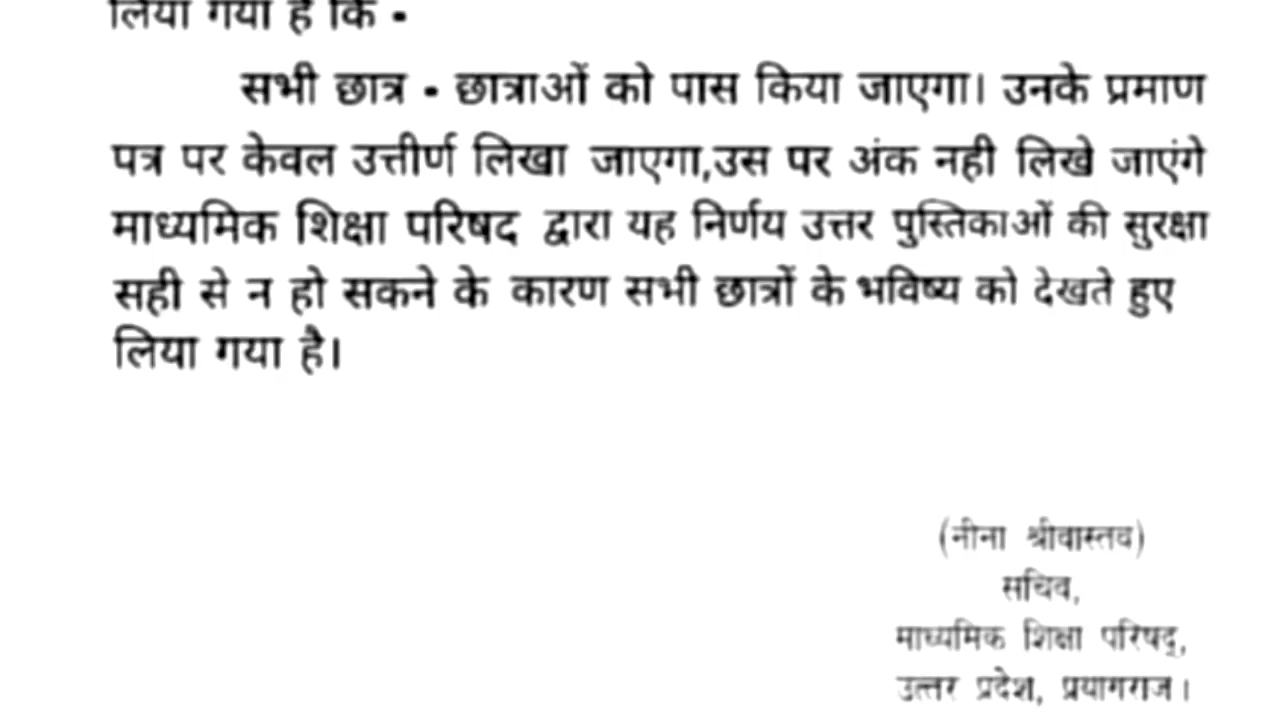 लिया गया है कि -
सभी छात्र - छात्राओं को पास किया जाएगा। उनके प्रमाण
पत्र पर केवल उत्तीर्ण लिखा जाएगा,उस पर अंक नही लिखे जाएंगे
माध्यमिक शिक्षा परिषद द्वारा यह निर्णय उत्तर पुस्तिकाओं की सुरक्षा
सही से न हो सकने के कारण सभी छात्रों के भविष्य को देखते हुए
लिया गया है।
(नीना श्रीवास्तव)
सचिव,
माध्यमिक शिक्षा परिषद्,
उत्तर प्रदेश, प्रयागराज।